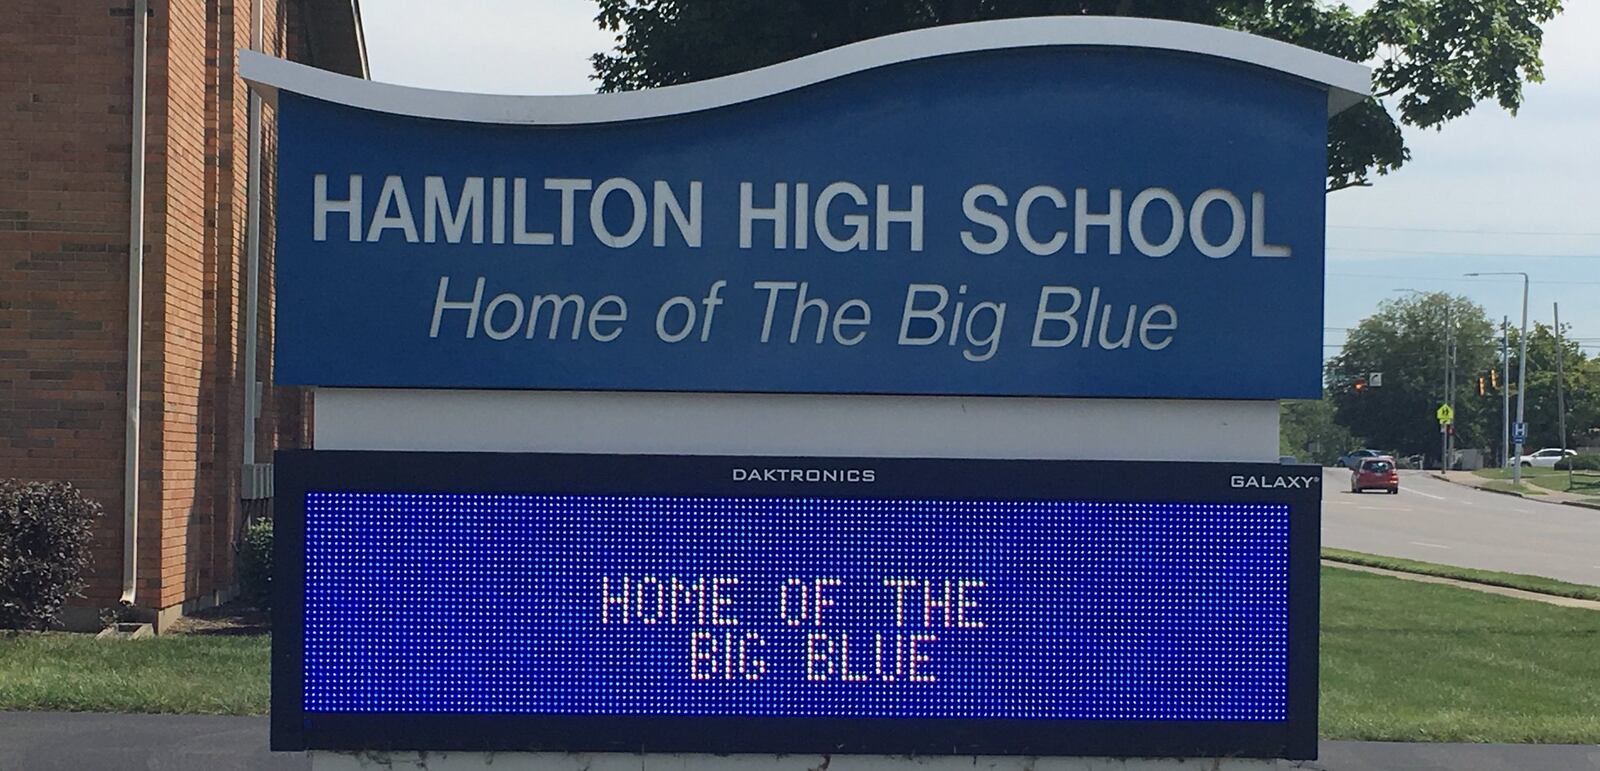 HAMILTON HIGH SCHOOL
Home of The Big Blue
DAKTRONICS
GALAXY®
HOME OF THE
BIG BLUE
H